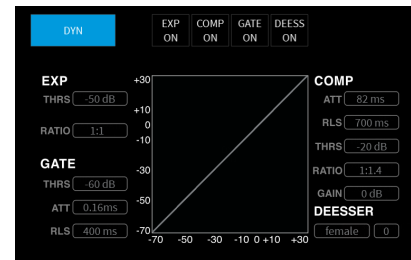 DYN
EXP COMP GATE DEESS
ON ON ON ON
EXP
THRS -50 dB
RATIO 1:1
GATE
THRS -60 dB
ATT 0.16ms
RLS 400 ms
+30
+10
0
-10
-30
-50
-70
-70 -50 -30 -10 0 +10 +30
COMP
ATT 82 ms
RLS 700 ms
THRS -20 dB
RATIO 1:1.4
GAIN 0 dB
DEESSER
female 0